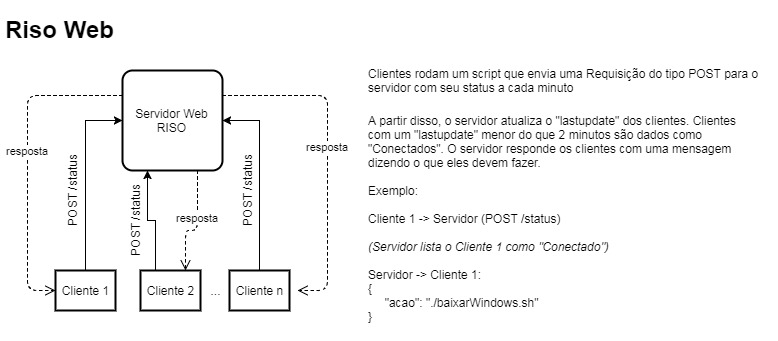 Riso Web
Servidor Web
RISO
resposta
resposta
POST /status
POST /status
resposta
POST /status
Cliente 1
Cliente 2
...
Cliente n
Clientes rodam um script que envia uma Requisição do tipo POST para o
servidor com seu status a cada minuto
A partir disso, o servidor atualiza o "lastupdate" dos clientes. Clientes
com um "lastupdate" menor do que 2 minutos são dados como
"Conectados". O servidor responde os clientes com uma mensagem
dizendo o que eles devem fazer.
Exemplo:
Cliente 1 -> Servidor (POST /status)
(Servidor lista o Cliente 1 como "Conectado")
Servidor -> Cliente 1:
{
"acao": "./baixarWindows.sh"
}